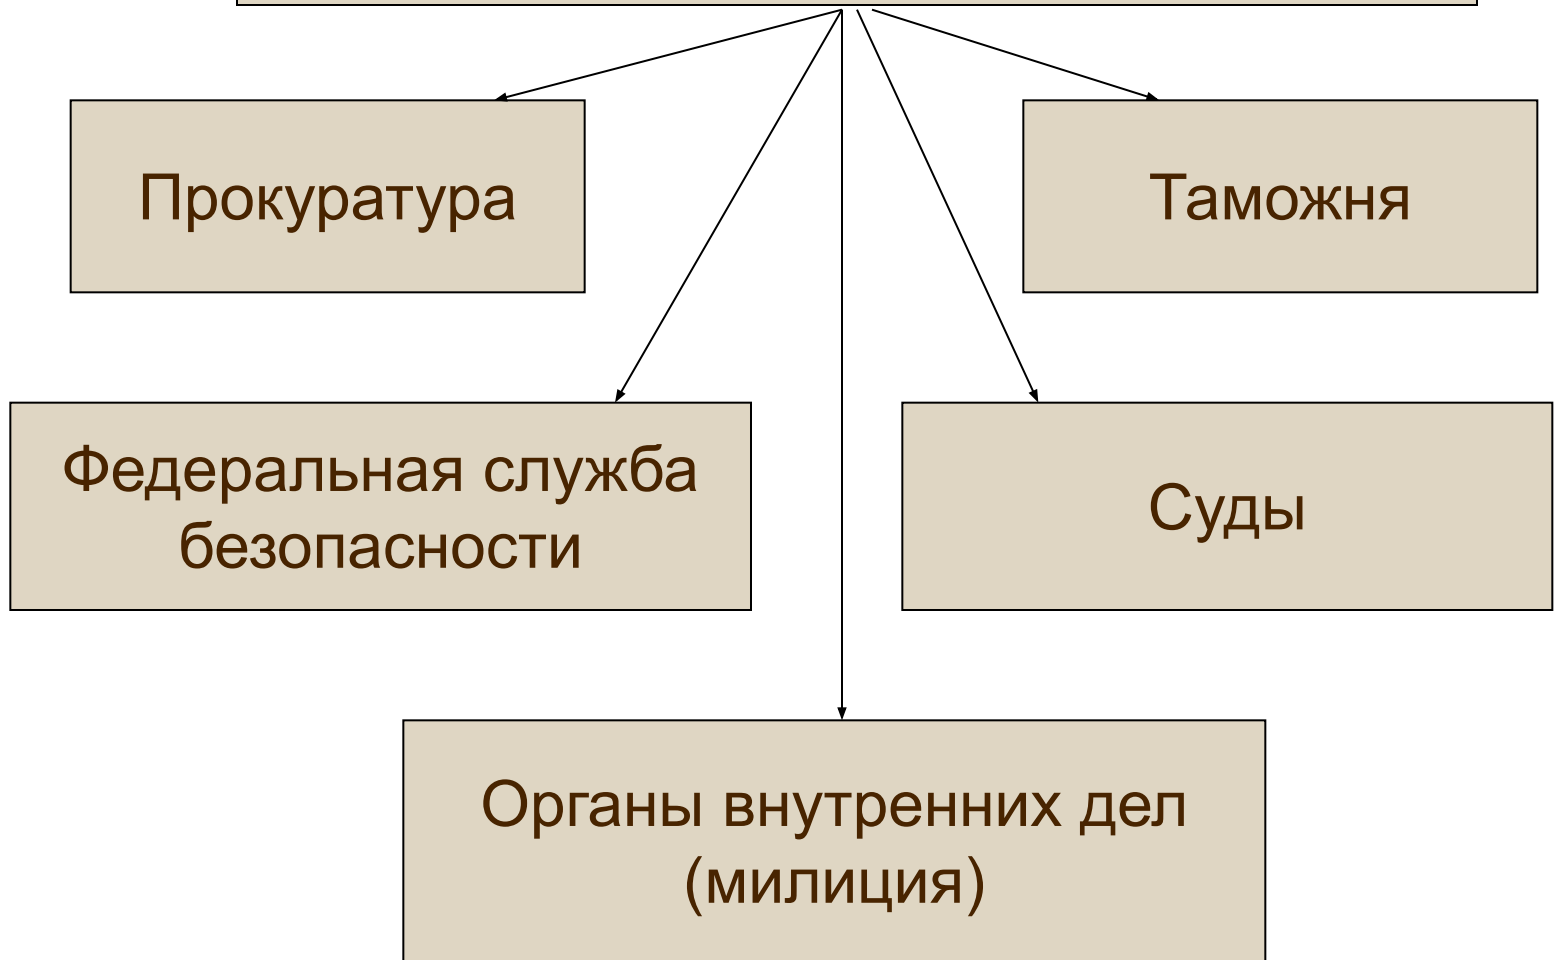 Прокуратура
Таможня
Федеральная служба
безопасности
Суды
Органы внутренних дел
(милиция)